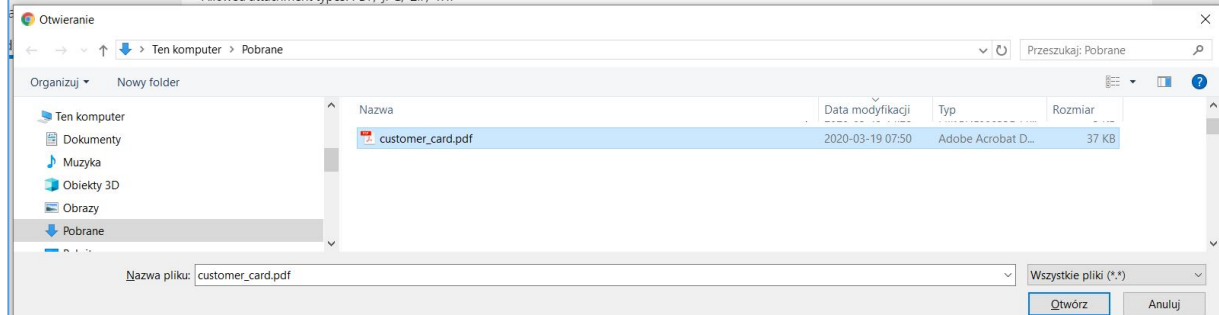 Otwieranie
Ten komputer > Pobrane
Przeszukaj: Pobrane
Organizuj
Nowy folder
Nazwa
Data modyfikacji
Typ
Rozmiar
Ten komputer
Dokumenty
Muzyka
Obiekty 3D
Obrazy
Pobrane
customer_card.pdf
2020-03-19 07:50
Adobe Acrobat D...
37 KB
Nazwa pliku: customer_card.pdf
Wszystkie pliki (*.*)
Otwórz
Anuluj